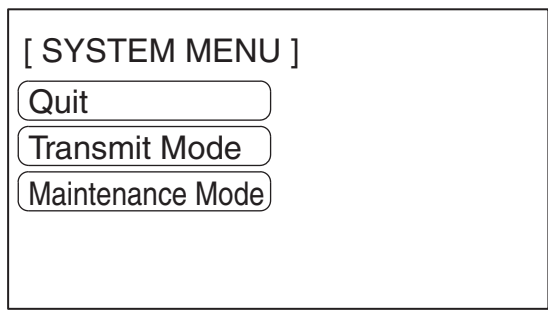 [ SYSTEM MENU ]
Quit
Transmit Mode
Maintenance Mode